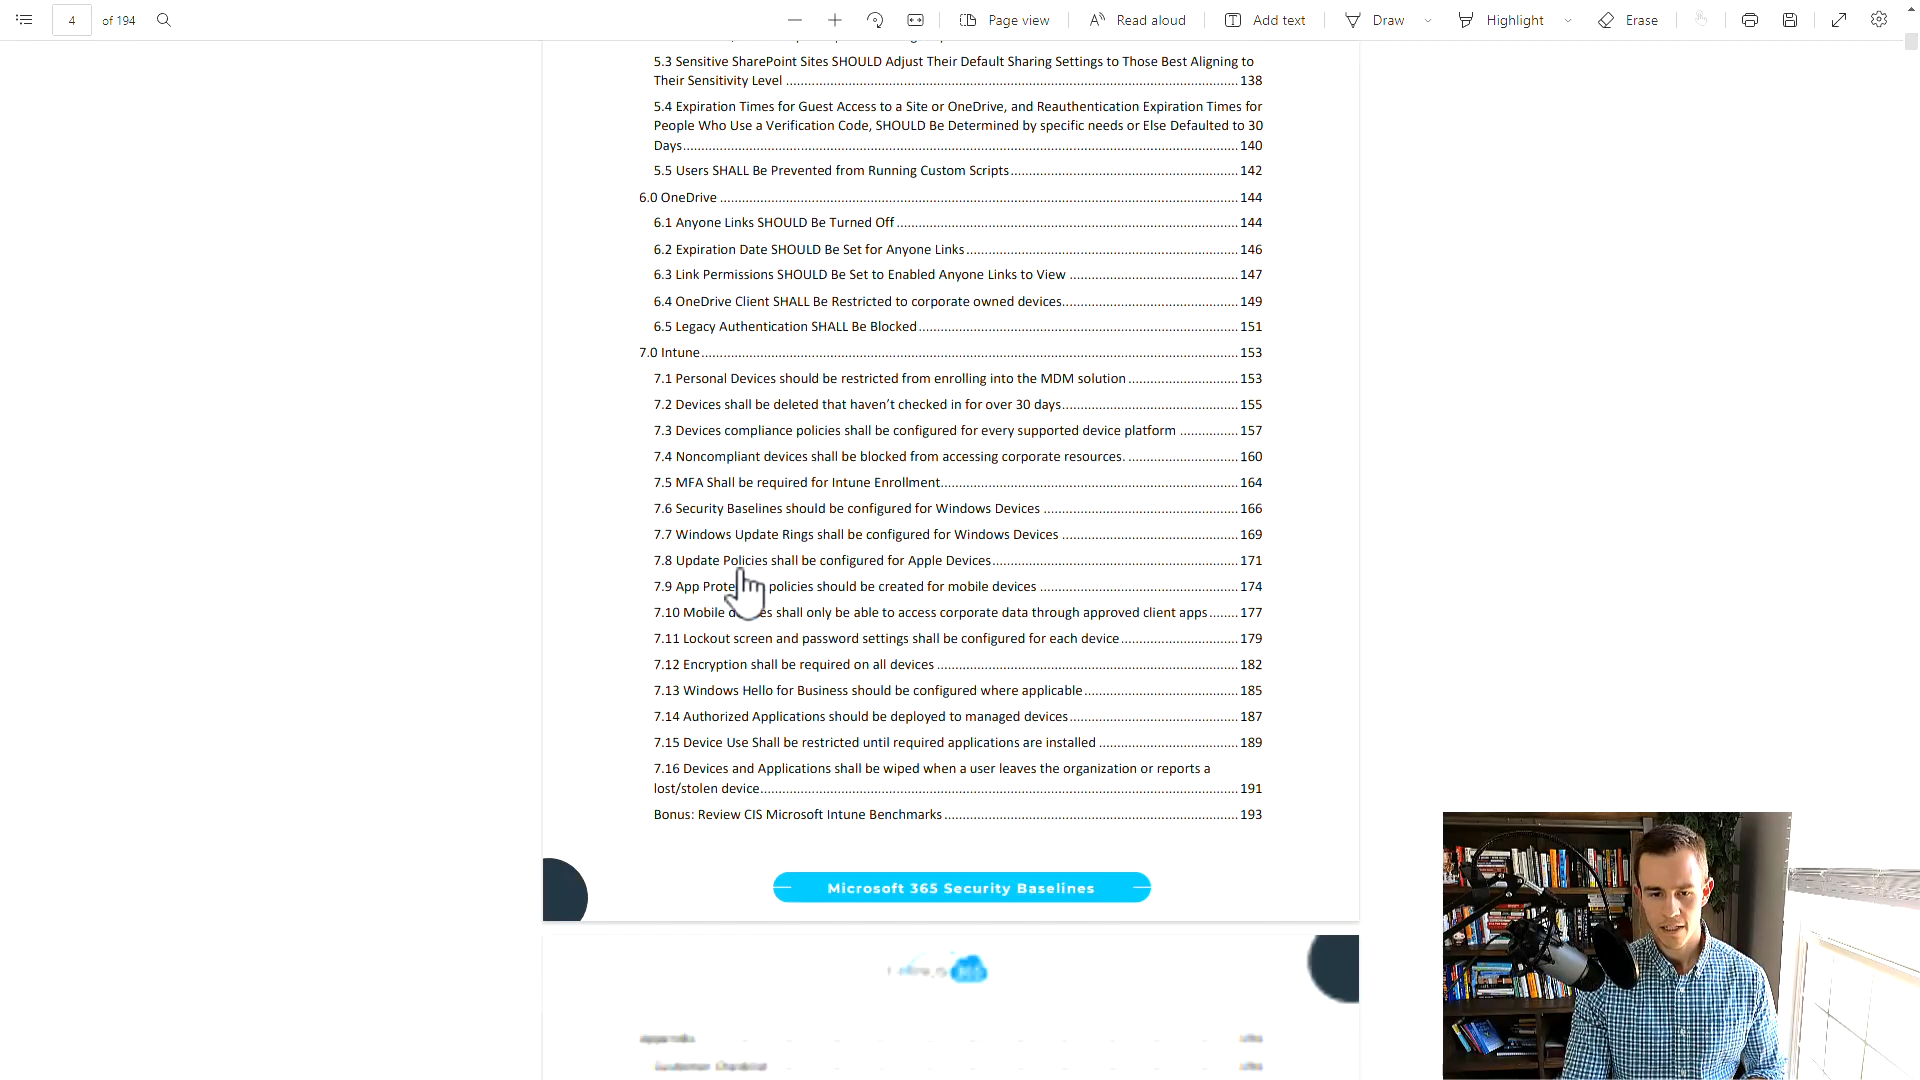 4 of 194
Page view
Read aloud
Add text
Draw
Highlight
Erase
5.3 Sensitive SharePoint Sites SHOULD Adjust Their Default Sharing Settings to Those Best Aligning to
Their Sensitivity Level ........ 138
5.4 Expiration Times for Guest Access to a Site or OneDrive, and Reauthentication Expiration Times for
People Who Use a Verification Code, SHOULD Be Determined by specific needs or Else Defaulted to 30
Days........ 140
5.5 Users SHALL Be Prevented from Running Custom Scripts........ 142
6.0 OneDrive ........ 144
6.1 Anyone Links SHOULD Be Turned Off ........ 144
6.2 Expiration Date SHOULD Be Set for Anyone Links ........ 146
6.3 Link Permissions SHOULD Be Set to Enabled Anyone Links to View ........ 147
6.4 OneDrive Client SHALL Be Restricted to corporate owned devices........ 149
6.5 Legacy Authentication SHALL Be Blocked ........ 151
7.0 Intune........ 153
7.1 Personal Devices should be restricted from enrolling into the MDM solution ........ 153
7.2 Devices shall be deleted that haven't checked in for over 30 days........ 155
7.3 Devices compliance policies shall be configured for every supported device platform ........ 157
7.4 Noncompliant devices shall be blocked from accessing corporate resources. ........ 160
7.5 MFA Shall be required for Intune Enrollment........ 164
7.6 Security Baselines should be configured for Windows Devices ........ 166
7.7 Windows Update Rings shall be configured for Windows Devices ........ 169
7.8 Update Policies shall be configured for Apple Devices........ 171
7.9 App Prote policies should be created for mobile devices ........ 174
7.10 Mobile shall only be able to access corporate data through approved client apps........ 177
7.11 Lockout screen and password settings shall be configured for each device ........ 179
7.12 Encryption shall be required on all devices ........ 182
7.13 Windows Hello for Business should be configured where applicable ........ 185
7.14 Authorized Applications should be deployed to managed devices........ 187
7.15 Device Use Shall be restricted until required applications are installed ........ 189
7.16 Devices and Applications shall be wiped when a user leaves the organization or reports a
lost/stolen device........ 191
Bonus: Review CIS Microsoft Intune Benchmarks ........ 193
Microsoft 365 Security Baselines